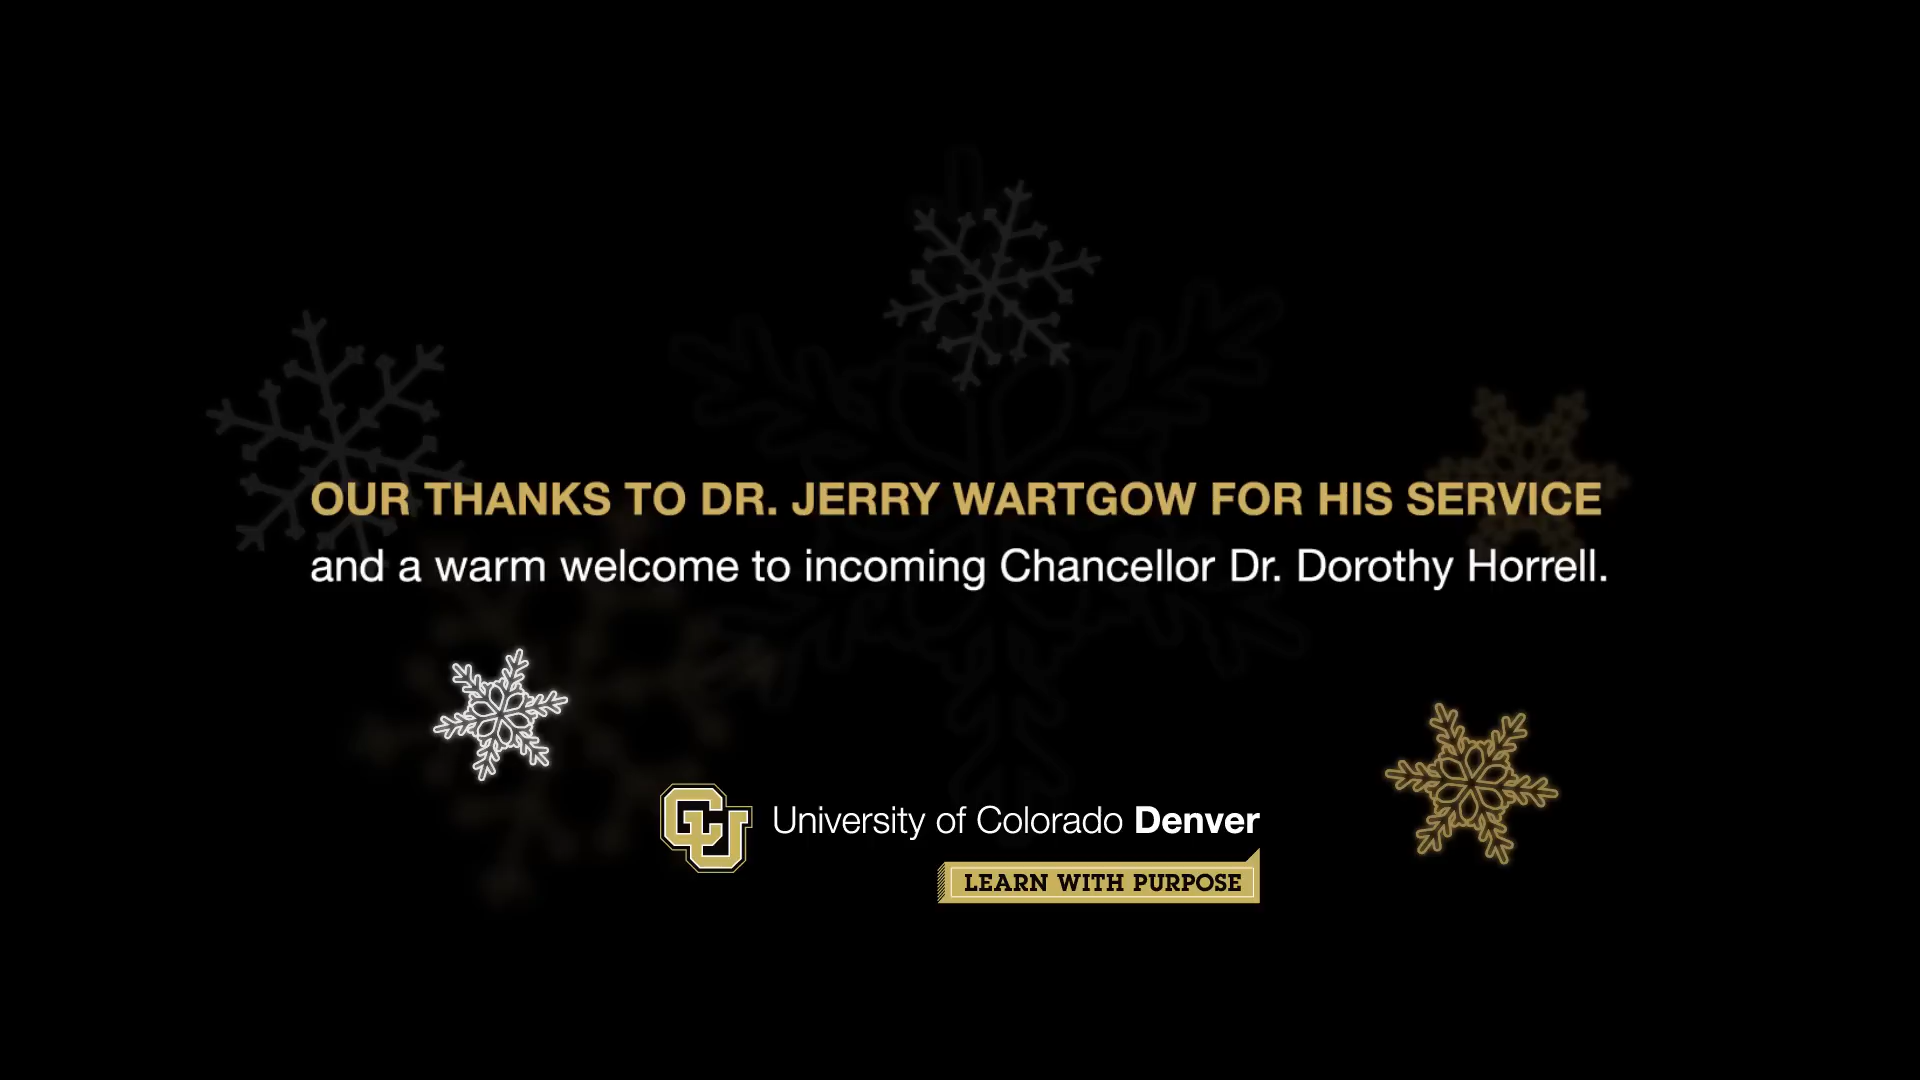 OUR THANKS TO DR. JERRY WARTGOW FOR HIS SERVICE
and a warm welcome to incoming Chancellor Dr. Dorothy Horrell.
CU University of Colorado Denver
LEARN WITH PURPOSE